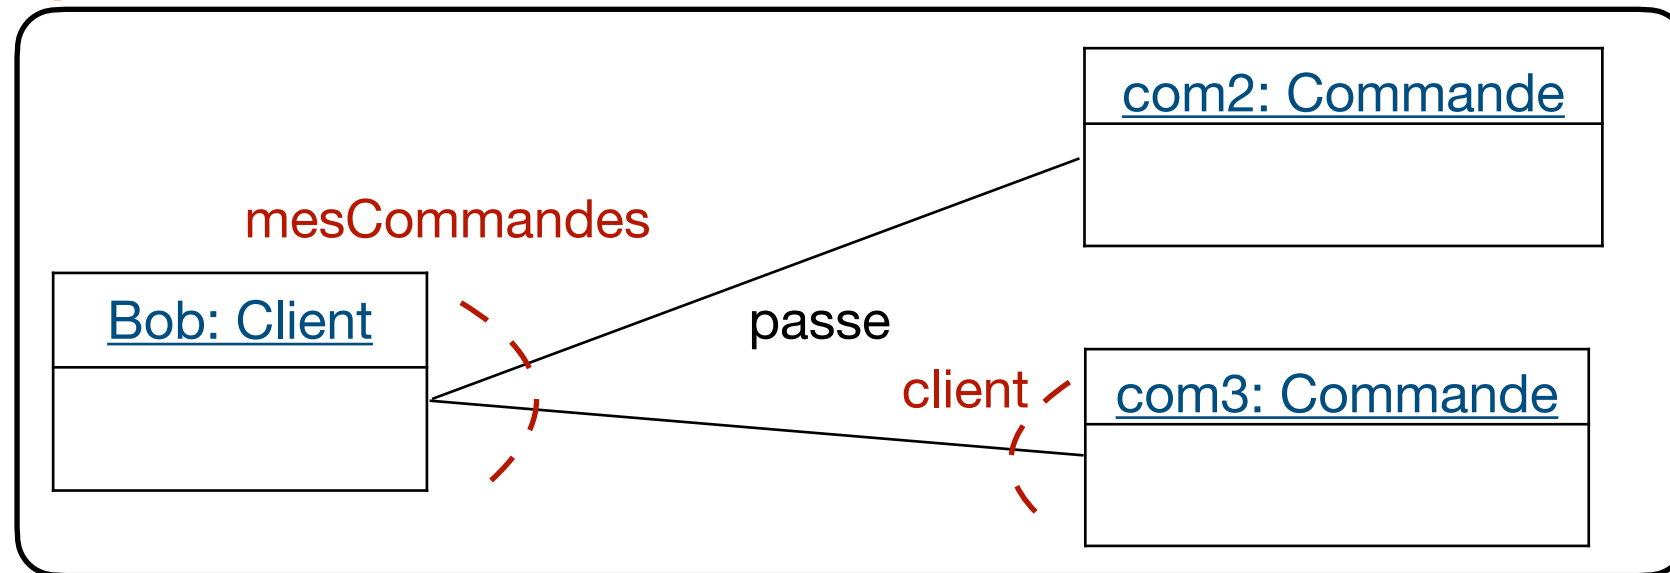 com2: Commande
mesCommandes
Bob: Client
passe
client
com3: Commande